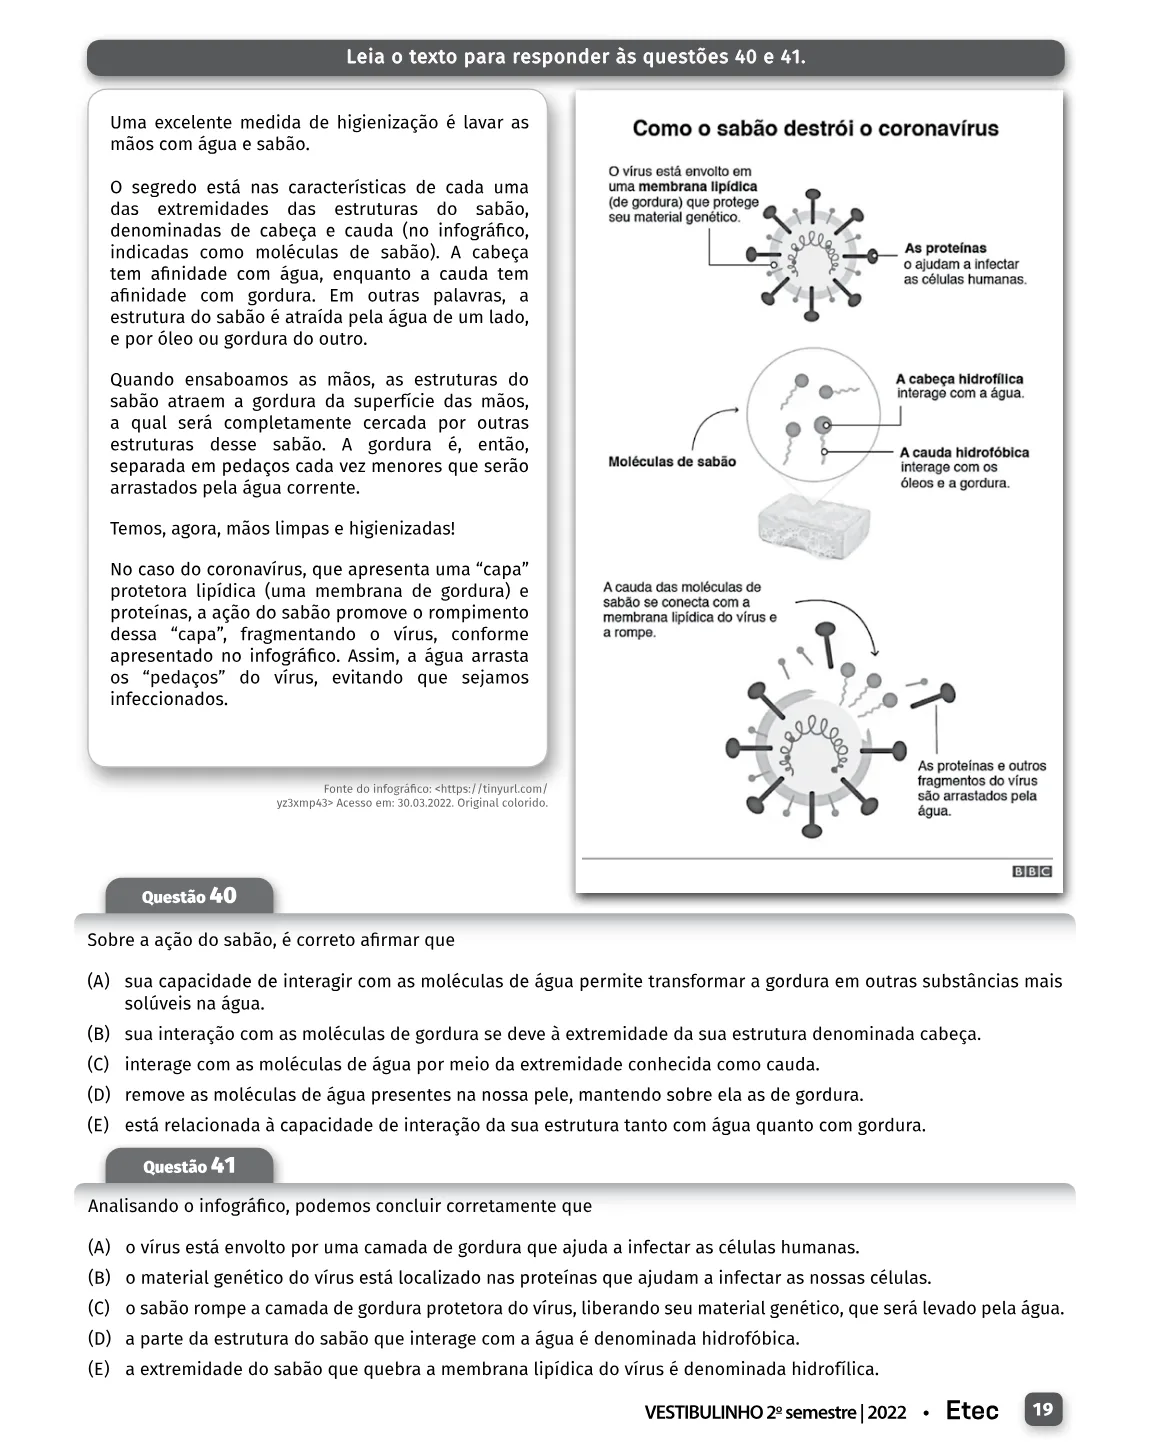 Leia o texto para responder às questões 40 e 41.
Uma excelente medida de higienização é lavar as
mãos com água e sabão.
O segredo está nas características de cada uma
das extremidades das estruturas do sabão,
denominadas de cabeça e cauda (no infográfico,
indicadas como moléculas de sabão). A cabeça
tem afinidade com água, enquanto a cauda tem
afinidade com gordura. Em outras palavras, a
estrutura do sabão é atraída pela água de um lado,
e por óleo ou gordura do outro.
Quando ensaboamos as mãos, as estruturas do
sabão atraem a gordura da superfície das mãos,
a qual será completamente cercada por outras
estruturas desse sabão. A gordura é, então,
separada em pedaços cada vez menores que serão
arrastados pela água corrente.
Temos, agora, mãos limpas e higienizadas!
No caso do coronavírus, que apresenta uma “capa”
protetora lipídica (uma membrana de gordura) e
proteínas, a ação do sabão promove o rompimento
dessa “capa”, fragmentando o vírus, conforme
apresentado no infográfico. Assim, a água arrasta
os “pedaços” do vírus, evitando que sejamos
infeccionados.
Fonte do infográfico: <https://tinyurl.com/
yz3xmp43> Acesso em: 30.03.2022. Original colorido.
Como o sabão destrói o coronavírus
O vírus está envolto em
uma membrana lipídica
(de gordura) que protege
seu material genético.
As proteínas
o ajudam a infectar
as células humanas.
A cabeça hidrofílica
interage com a água.
Moléculas de sabão
A cauda hidrofóbica
interage com os
óleos e a gordura.
A cauda das moléculas de
sabão se conecta com a
membrana lipídica do vírus e
a rompe.
As proteínas e outros
fragmentos do vírus
são arrastados pela
água.
BBC
Questão 40
Sobre a ação do sabão, é correto afirmar que
(A) sua capacidade de interagir com as moléculas de água permite transformar a gordura em outras substâncias mais
solúveis na água.
(B) sua interação com as moléculas de gordura se deve à extremidade da sua estrutura denominada cabeça.
(C) interage com as moléculas de água por meio da extremidade conhecida como cauda.
(D) remove as moléculas de água presentes na nossa pele, mantendo sobre ela as de gordura.
(E) está relacionada à capacidade de interação da sua estrutura tanto com água quanto com gordura.
Questão 41
Analisando o infográfico, podemos concluir corretamente que
(A) o vírus está envolto por uma camada de gordura que ajuda a infectar as células humanas.
(B) o material genético do vírus está localizado nas proteínas que ajudam a infectar as nossas células.
(C) o sabão rompe a camada de gordura protetora do vírus, liberando seu material genético, que será levado pela água.
(D) a parte da estrutura do sabão que interage com a água é denominada hidrofóbica.
(E) a extremidade do sabão que quebra a membrana lipídica do vírus é denominada hidrofílica.
VESTIBULINHO 2º semestre | 2022 • Etec 19